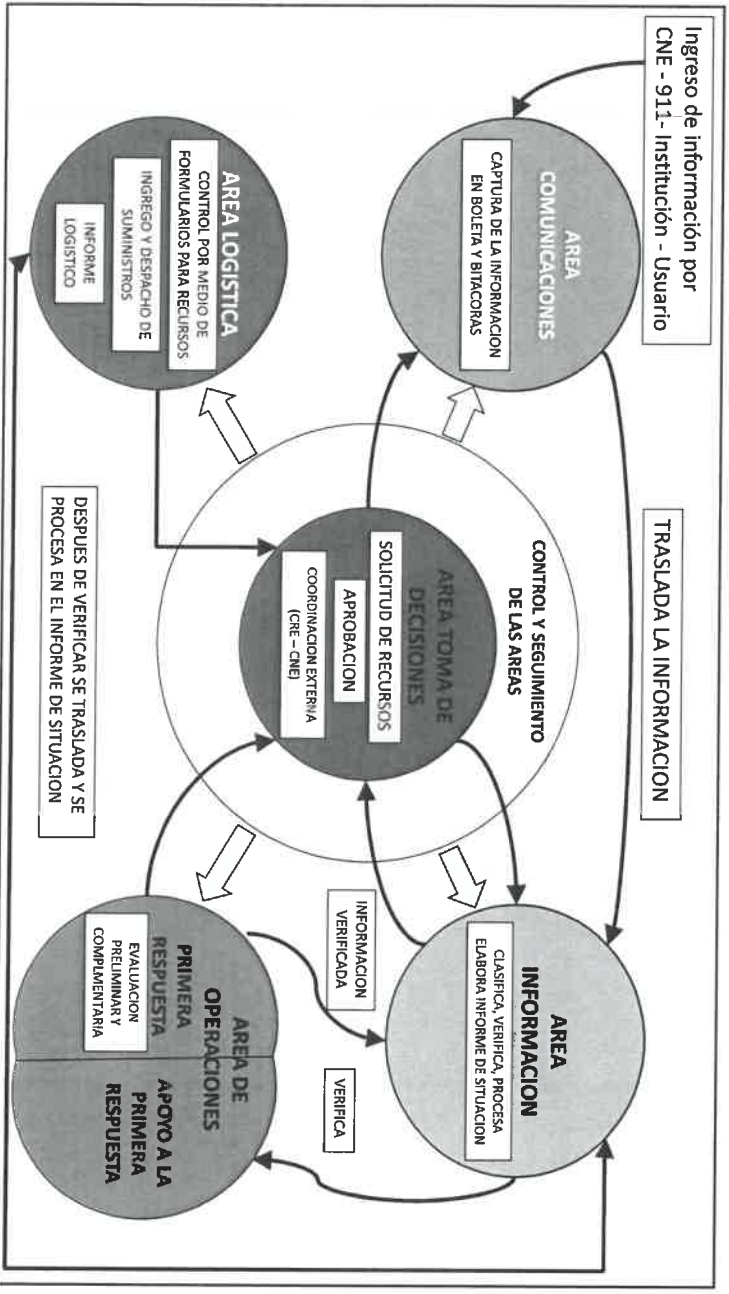 Ingreso de información por
CNE - 911- Institución - Usuario
AREA
COMUNICACIONES
CAPTURA DE LA INFORMACION
EN BOLETA Y BITACORAS
TRASLADA LA INFORMACION
AREA
INFORMACION
CLASIFICA, VERIFICA, PROCESA
ELABORA INFORME DE SITUACION
CONTROL Y SEGUIMIENTO
DE LAS AREAS
AREA TOMA DE
DECISIONES
SOLICITUD DE RECURSOS
APROBACION
COORDINACION EXTERNA
(CRE – CNE)
INFORMACION
VERIFICADA
VERIFICA
AREA LOGISTICA
CONTROL POR MEDIO DE
FORMULARIOS PARA RECURSOS
INGREGO Y DESPACHO DE
SUMINISTROS
INFORME
LOGISTICO
AREA DE
OPERACIONES
PRIMERA
RESPUESTA
EVALUACION
PRELIMINAR Y
COMPLMENTARIA
APOYO A LA
PRIMERA
RESPUESTA
DESPUES DE VERIFICAR SE TRASLADA Y SE
PROCESA EN EL INFORME DE SITUACION